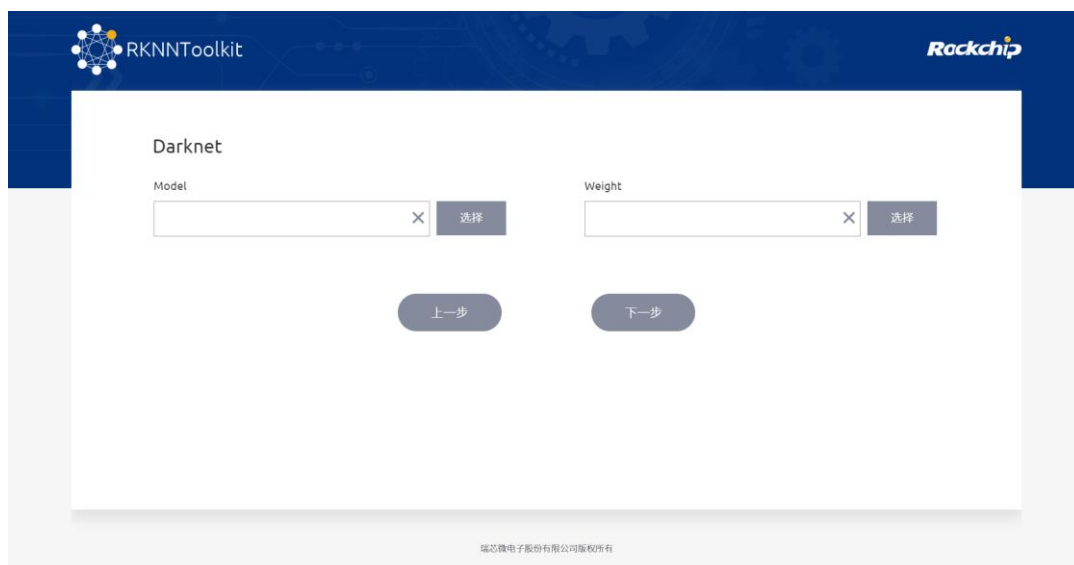 RKNNToolkit
Rockchip
Darknet
Model
Weight
选择
选择
上一步
下一步
瑞芯微电子股份有限公司版权所有